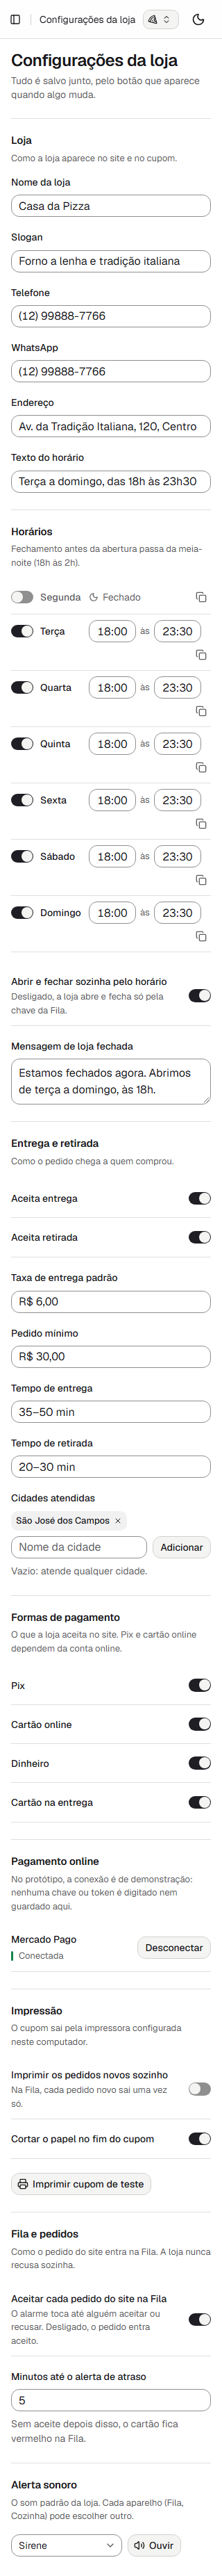 Configurações da loja
Configurações da loja
Tudo é salvo junto, pelo botão que aparece
quando algo muda.
Loja
Como a loja aparece no site e no cupom.
Nome da loja
Casa da Pizza
Slogan
Forno a lenha e tradição italiana
Telefone
(12) 99888-7766
WhatsApp
(12) 99888-7766
Endereço
Av. da Tradição Italiana, 120, Centro
Texto do horário
Terça a domingo, das 18h às 23h30
Horários
Fechamento antes da abertura passa da meia-
noite (18h às 2h).
Segunda Fechado
Terça 18:00 às 23:30
Quarta 18:00 às 23:30
Quinta 18:00 às 23:30
Sexta 18:00 às 23:30
Sábado 18:00 às 23:30
Domingo 18:00 às 23:30
Abrir e fechar sozinha pelo horário
Desligado, a loja abre e fecha só pela
chave da Fila.
Mensagem de loja fechada
Estamos fechados agora. Abrimos
de terça a domingo, às 18h.
Entrega e retirada
Como o pedido chega a quem comprou.
Aceita entrega
Aceita retirada
Taxa de entrega padrão
R$ 6,00
Pedido mínimo
R$ 30,00
Tempo de entrega
35–50 min
Tempo de retirada
20–30 min
Cidades atendidas
São José dos Campos ×
Nome da cidade Adicionar
Vazio: atende qualquer cidade.
Formas de pagamento
O que a loja aceita no site. Pix e cartão online
dependem da conta online.
Pix
Cartão online
Dinheiro
Cartão na entrega
Pagamento online
No protótipo, a conexão é de demonstração:
nenhuma chave ou token é digitado nem
guardado aqui.
Mercado Pago
Conectada
Desconectar
Impressão
O cupom sai pela impressora configurada
neste computador.
Imprimir os pedidos novos sozinho
Na Fila, cada pedido novo sai uma vez
só.
Cortar o papel no fim do cupom
Imprimir cupom de teste
Fila e pedidos
Como o pedido do site entra na Fila. A loja nunca
recusa sozinha.
Aceitar cada pedido do site na Fila
O alarme toca até alguém aceitar ou
recusar. Desligado, o pedido entra
aceito.
Minutos até o alerta de atraso
5
Sem aceite depois disso, o cartão fica
vermelho na Fila.
Alerta sonoro
O som padrão da loja. Cada aparelho (Fila,
Cozinha) pode escolher outro.
Sirene Ouvir